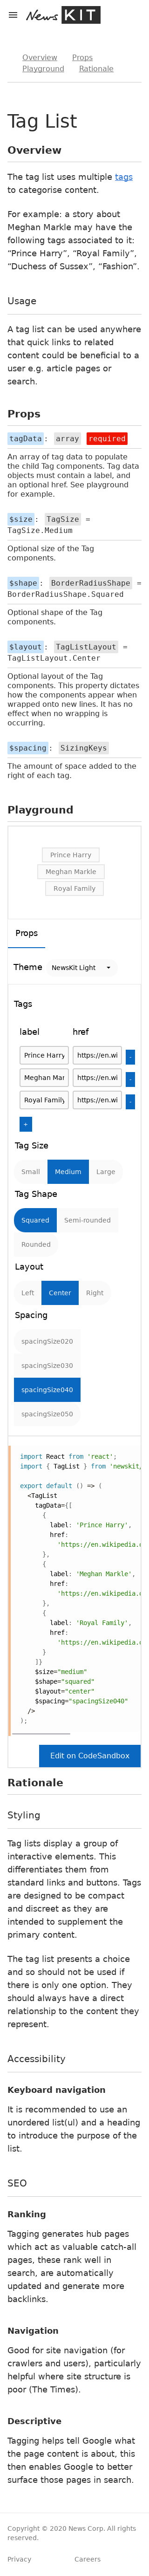 News KIT
Overview Props
Playground Rationale
Tag List
Overview
The tag list uses multiple tags
to categorise content.
For example: a story about
Meghan Markle may have the
following tags associated to it:
“Prince Harry”, “Royal Family”,
“Duchess of Sussex”, “Fashion”.
Usage
A tag list can be used anywhere
that quick links to related
content could be beneficial to a
user e.g. article pages or
search.
Props
tagData: array required
An array of tag data to populate
the child Tag components. Tag data
objects must contain a label, and
an optional href. See playground
for example.
$size: TagSize =
TagSize.Medium
Optional size of the Tag
components.
$shape: BorderRadiusShape =
BorderRadiusShape.Squared
Optional shape of the Tag
components.
$layout: TagListLayout =
TagListLayout.Center
Optional layout of the Tag
components. This property dictates
how the components appear when
wrapped onto new lines. It has no
effect when no wrapping is
occurring.
$spacing: SizingKeys
The amount of space added to the
right of each tag.
Playground
Prince Harry
Meghan Markle
Royal Family
Props
Theme NewsKit Light
Tags
label href
Prince Harry https://en.wi -
Meghan Mar https://en.wi -
Royal Family https://en.wi -
+
Tag Size
Small Medium Large
Tag Shape
Squared Semi-rounded
Rounded
Layout
Left Center Right
Spacing
spacingSize020
spacingSize030
spacingSize040
spacingSize050
import React from 'react';
import { TagList } from 'newskit/
export default () => (
<TagList
tagData={[
{
label: 'Prince Harry',
href:
'https://en.wikipedia.o
},
{
label: 'Meghan Markle',
href:
'https://en.wikipedia.o
},
{
label: 'Royal Family',
href:
'https://en.wikipedia.o
}
]}
$size="medium"
$shape="squared"
$layout="center"
$spacing="spacingSize040"
/>
);
Edit on CodeSandbox
Rationale
Styling
Tag lists display a group of
interactive elements. This
differentiates them from
standard links and buttons. Tags
are designed to be compact
and discreet as they are
intended to supplement the
primary content.
The tag list presents a choice
and so should not be used if
there is only one option. They
should always have a direct
relationship to the content they
present.
Accessibility
Keyboard navigation
It is recommended to use an
unordered list(ul) and a heading
to introduce the purpose of the
list.
SEO
Ranking
Tagging generates hub pages
which act as valuable catch-all
pages, these rank well in
search, are automatically
updated and generate more
backlinks.
Navigation
Good for site navigation (for
crawlers and users), particularly
helpful where site structure is
poor (The Times).
Descriptive
Tagging helps tell Google what
the page content is about, this
then enables Google to better
surface those pages in search.
Copyright © 2020 News Corp. All rights
reserved.
Privacy Careers